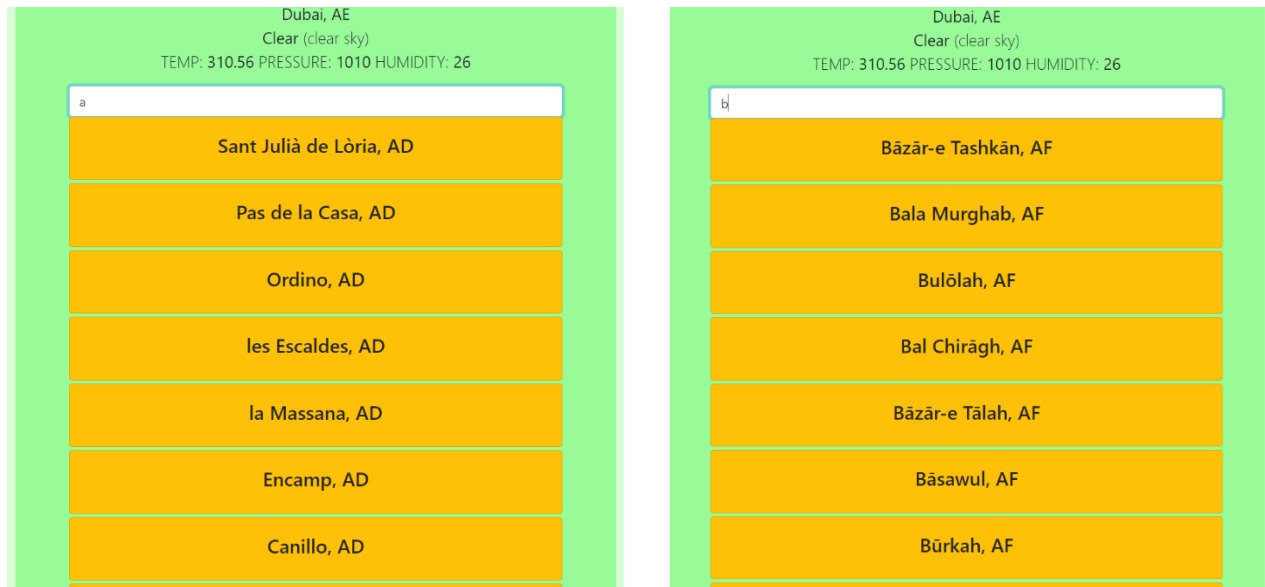 Dubai, AE
Clear (clear sky)
TEMP: 310.56 PRESSURE: 1010 HUMIDITY: 26
a
Sant Julià de Lòria, AD
Pas de la Casa, AD
Ordino, AD
les Escaldes, AD
la Massana, AD
Encamp, AD
Canillo, AD
Dubai, AE
Clear (clear sky)
TEMP: 310.56 PRESSURE: 1010 HUMIDITY: 26
b
Bāzār-e Tashkān, AF
Bala Murghab, AF
Bulōlah, AF
Bal Chirāgh, AF
Bāzār-e Tālah, AF
Bāsawul, AF
Būrkah, AF